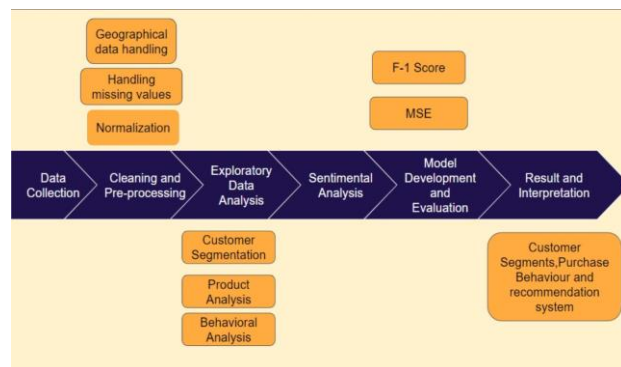 Geographical
data handling
Handling
missing values
Normalization
F-1 Score
MSE
Data
Collection
Cleaning and
Pre-processing
Exploratory
Data
Analysis
Sentimental
Analysis
Model
Development
and
Evaluation
Result and
Interpretation
Customer
Segmentation
Product
Analysis
Behavioral
Analysis
Customer
Segments,Purchase
Behaviour and
recommendation
system